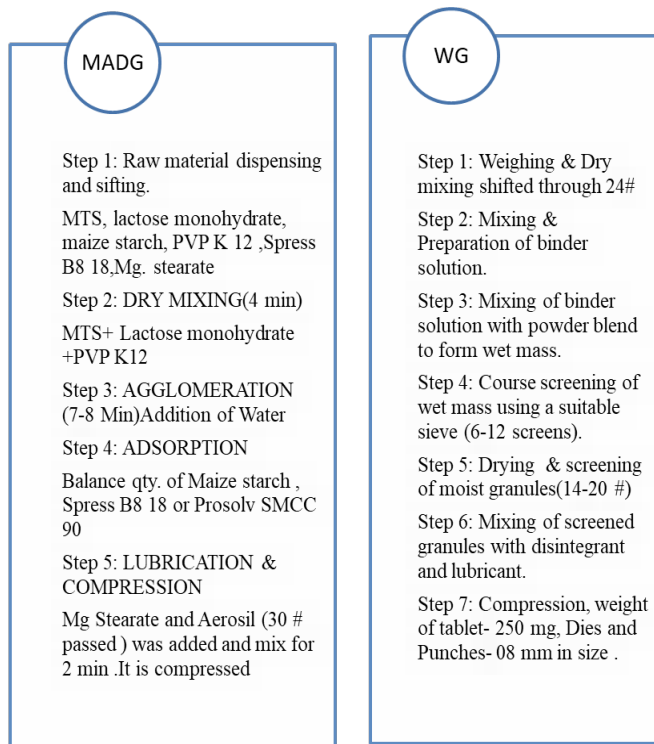 MADG
Step 1: Raw material dispensing
and sifting.
MTS, lactose monohydrate,
maize starch, PVP K 12 ,Spress
B8 18,Mg. stearate
Step 2: DRY MIXING(4 min)
MTS+ Lactose monohydrate
+PVP K12
Step 3: AGGLOMERATION
(7-8 Min)Addition of Water
Step 4: ADSORPTION
Balance qty. of Maize starch ,
Spress B8 18 or Prosolv SMCC
90
Step 5: LUBRICATION &
COMPRESSION
Mg Stearate and Aerosil (30 #
passed ) was added and mix for
2 min .It is compressed
WG
Step 1: Weighing & Dry
mixing shifted through 24#
Step 2: Mixing &
Preparation of binder
solution.
Step 3: Mixing of binder
solution with powder blend
to form wet mass.
Step 4: Course screening of
wet mass using a suitable
sieve (6-12 screens).
Step 5: Drying & screening
of moist granules(14-20 #)
Step 6: Mixing of screened
granules with disintegrant
and lubricant.
Step 7: Compression, weight
of tablet- 250 mg, Dies and
Punches- 08 mm in size .